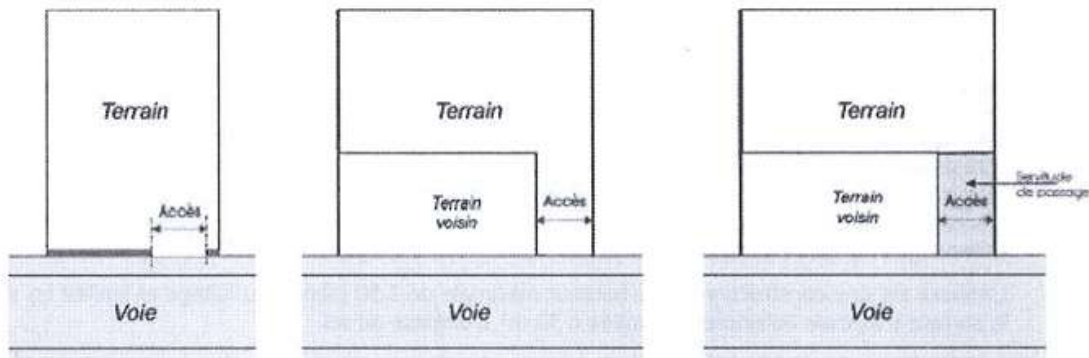 Terrain
Accès
Voie
Terrain
Terrain
voisin
Accès
Voie
Terrain
Terrain
voisin
Accès
Servitude
de passage
Voie